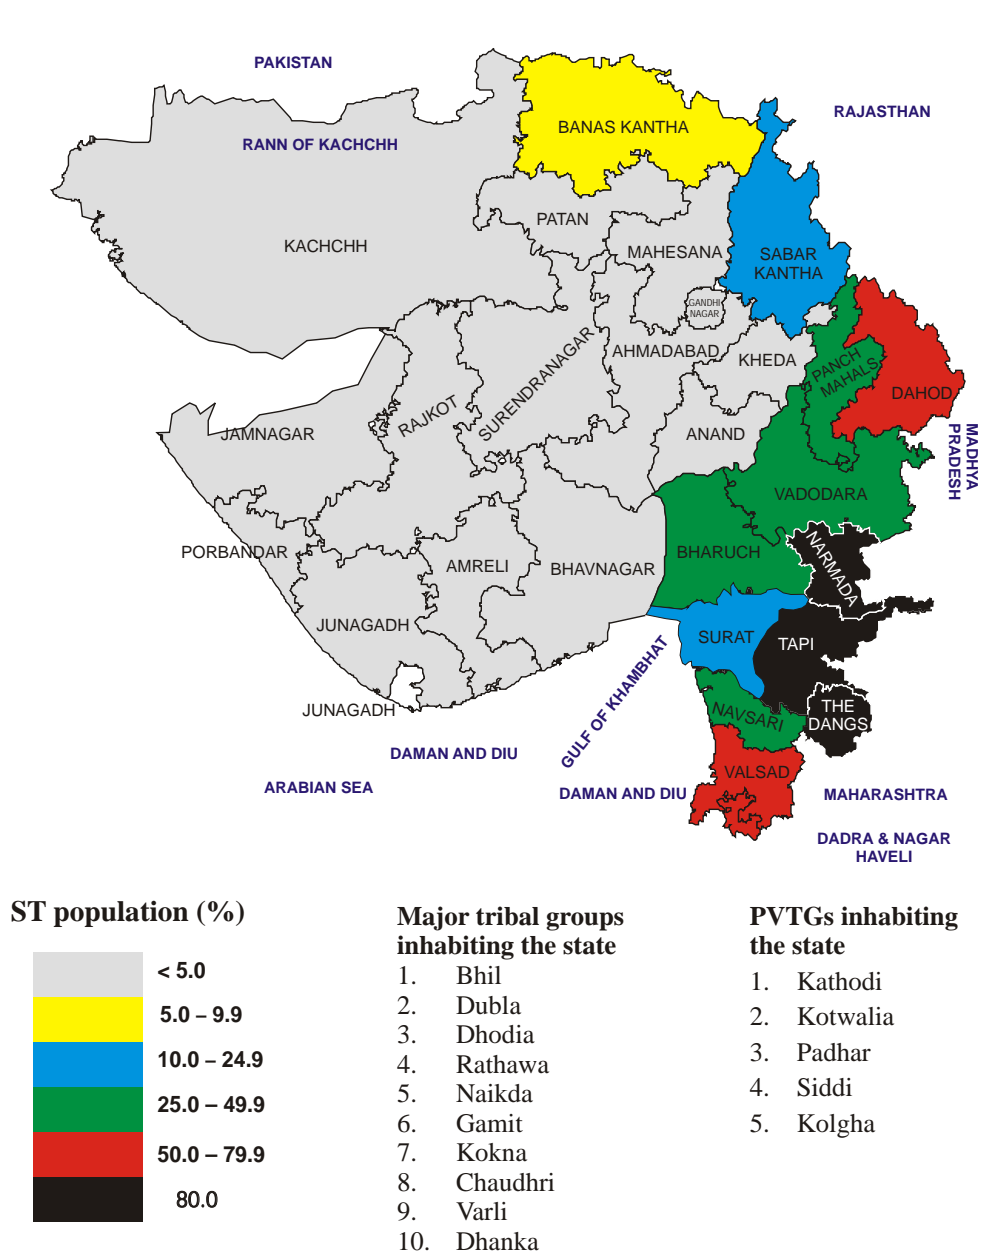 PAKISTAN
RAJASTHAN
BANAS KANTHA
RANN OF KACHCHH
PATAN
KACHCHH
MAHESANA
SABAR
KANTHA
GANDHI
NAGAR
AHMADABAD
KHEDA
PANCH
MAHALS
DAHOD
SURENDRANAGAR
RAJKOT
JAMNAGAR
ANAND
MADHYA
PRADESH
VADODARA
PORBANDAR
AMRELI
BHAVNAGAR
BHARUCH
NARMADA
JUNAGADH
SURAT
TAPI
JUNAGADH
GULF OF KHAMBHAT
NAVSARI
THE
DANGS
DAMAN AND DIU
VALSAD
ARABIAN SEA
DAMAN AND DIU
MAHARASHTRA
DADRA & NAGAR
HAVELI
ST population (%)
< 5.0
5.0 – 9.9
10.0 – 24.9
25.0 – 49.9
50.0 – 79.9
80.0
Major tribal groups
inhabiting the state
1. Bhil
2. Dubla
3. Dhodia
4. Rathawa
5. Naikda
6. Gamit
7. Kokna
8. Chaudhri
9. Varli
10. Dhanka
PVTGs inhabiting
the state
1. Kathodi
2. Kotwalia
3. Padhar
4. Siddi
5. Kolgha